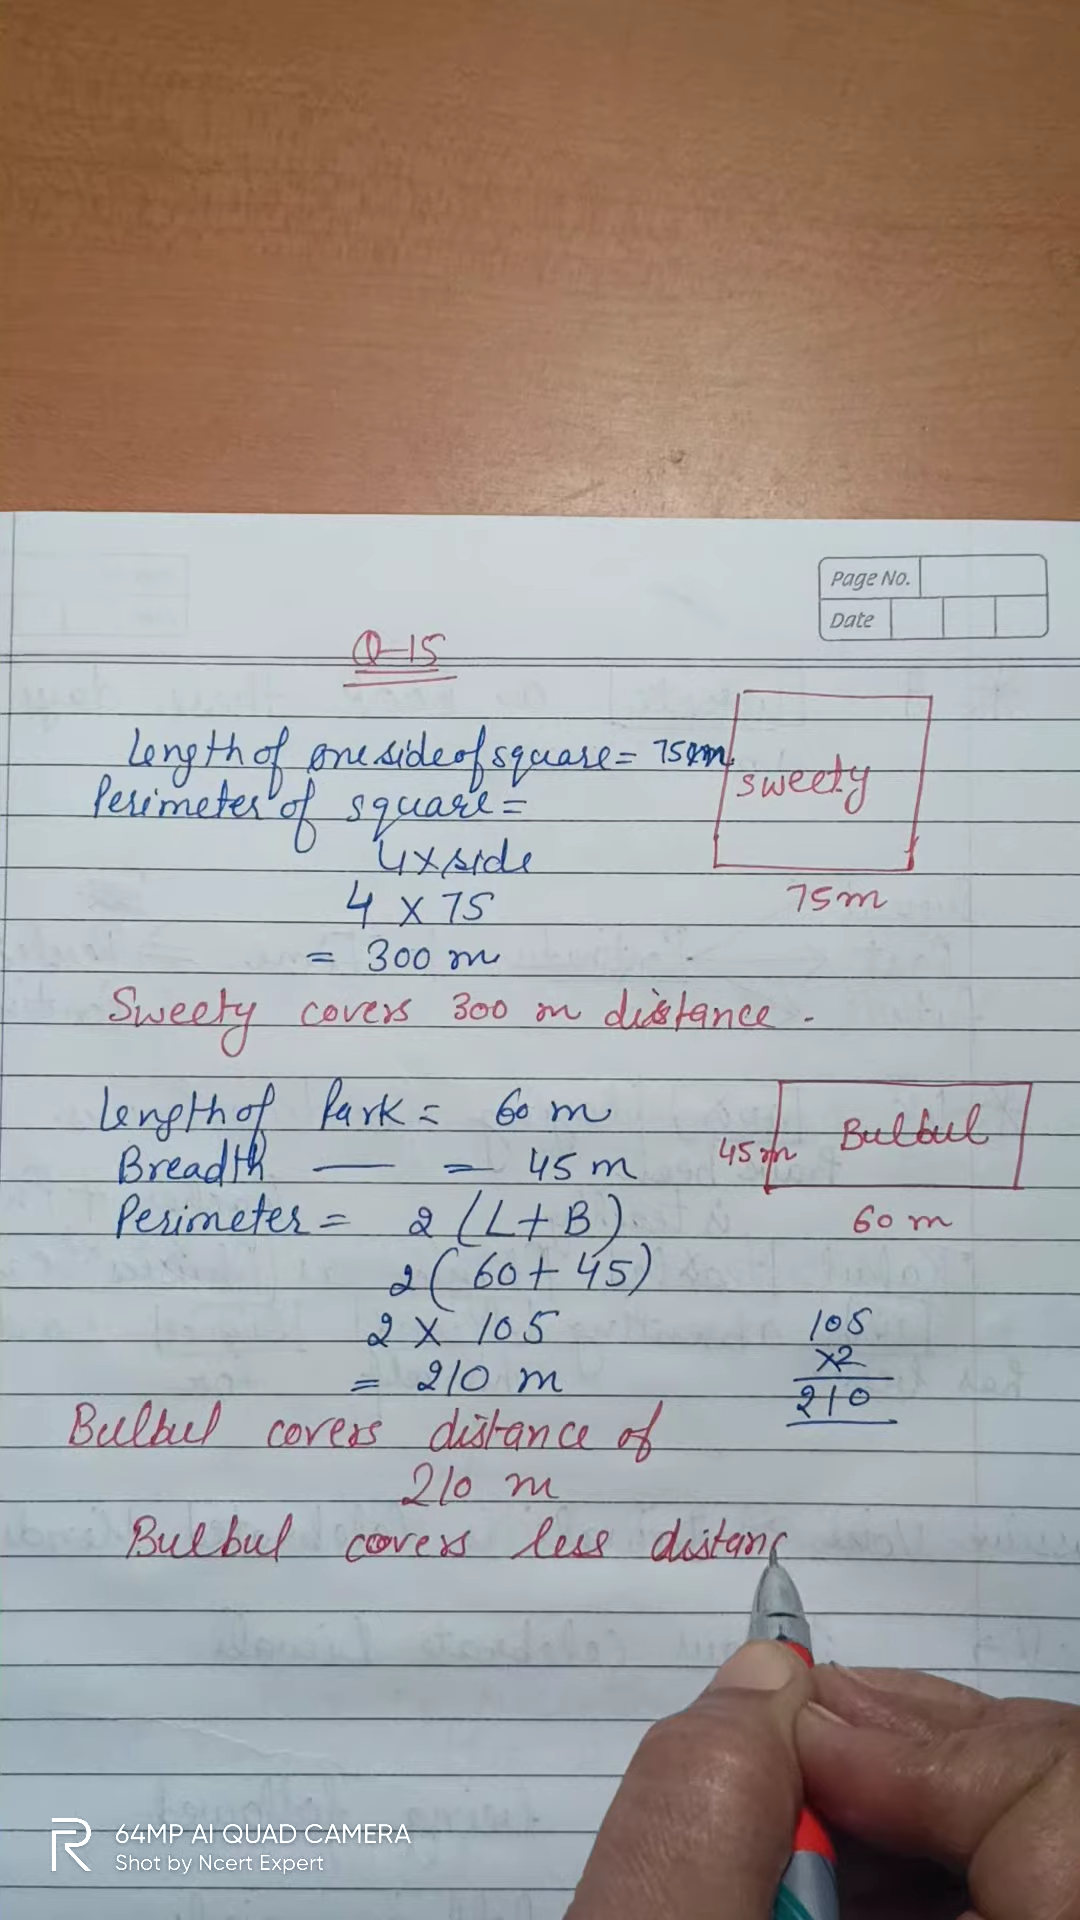 Page No.
Date
Q-15
Length of one side of square = 75m
Perimeter of square =
4 x side
4 x 75
= 300 m
sweety
75m
Sweety covers 300 m distance.
Length of Park = 60 m
Breadth — = 45 m
Perimeter = 2 (L+B)
2 (60+45)
2 x 105
= 210 m
Bulbul
45m
60 m
105
x2
210
Bulbul covers distance of
210 m
Bulbul covers less distanc
64MP AI QUAD CAMERA
Shot by Ncert Expert